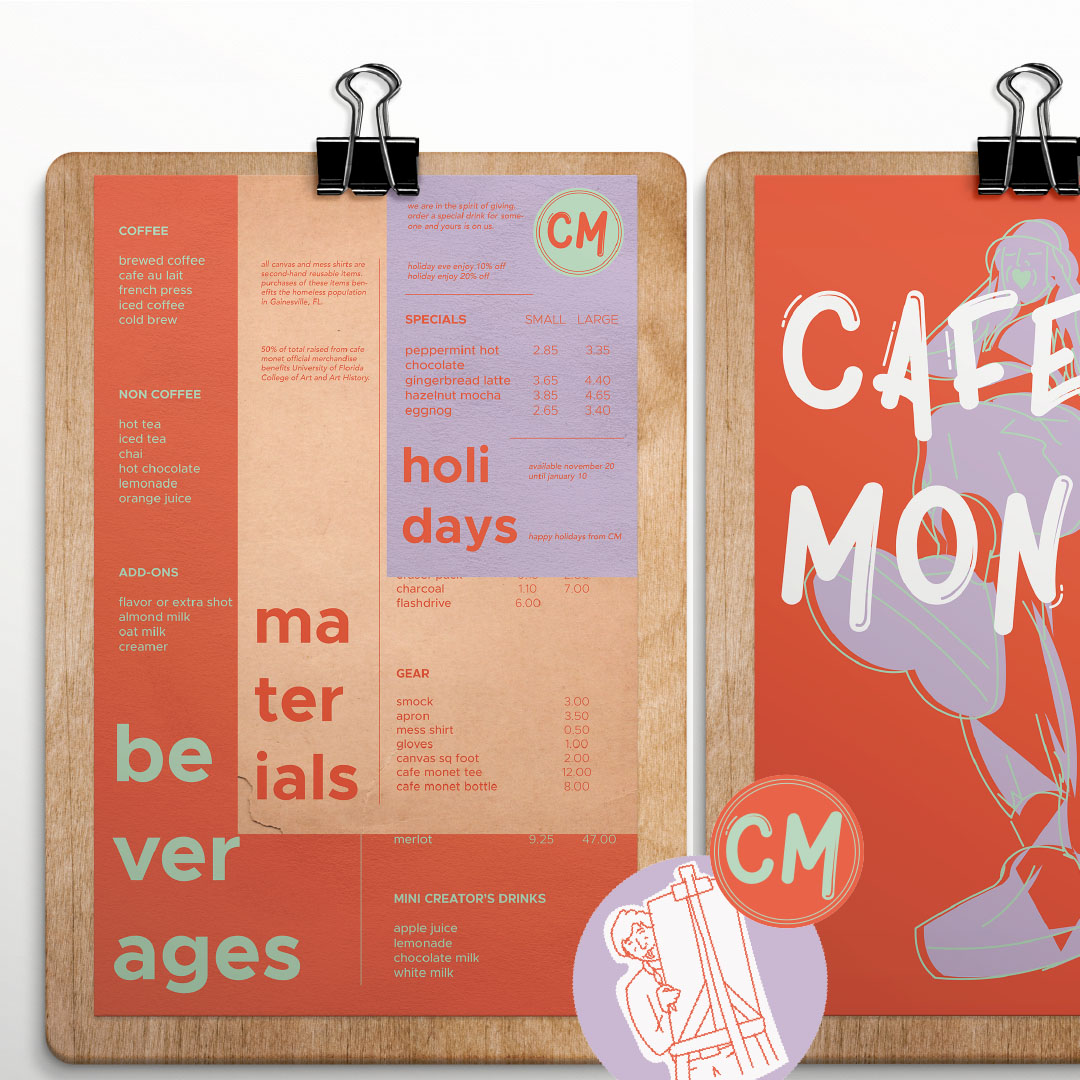 COFFEE
brewed coffee
cafe au lait
french press
iced coffee
cold brew
NON COFFEE
hot tea
iced tea
chai
hot chocolate
lemonade
orange juice
ADD-ONS
flavor or extra shot
almond milk
oat milk
creamer
be
ver
ages
all canvas and mess shirts are
second-hand reusable items.
purchases of these items ben-
efits the homeless population
in Gainesville, FL.
50% of total raised from cafe
monet official merchandise
benefits University of Florida
College of Art and Art History.
ma
ter
ials
we are in the spirit of giving.
order a special drink for some-
one and yours is on us.
CM
holiday eve enjoy 10% off
holiday enjoy 20% off
SPECIALS SMALL LARGE
peppermint hot 2.85 3.35
chocolate
gingerbread latte 3.65 4.40
hazelnut mocha 3.85 4.65
eggnog 2.65 3.40
holi
days
available november 20
until january 10
happy holidays from CM
charcoal 1.10 7.00
flashdrive 6.00
GEAR
smock 3.00
apron 3.50
mess shirt 0.50
gloves 1.00
canvas sq foot 2.00
cafe monet tee 12.00
cafe monet bottle 8.00
merlot 9.25 47.00
MINI CREATOR'S DRINKS
apple juice
lemonade
chocolate milk
white milk
CAFE
MON
CM